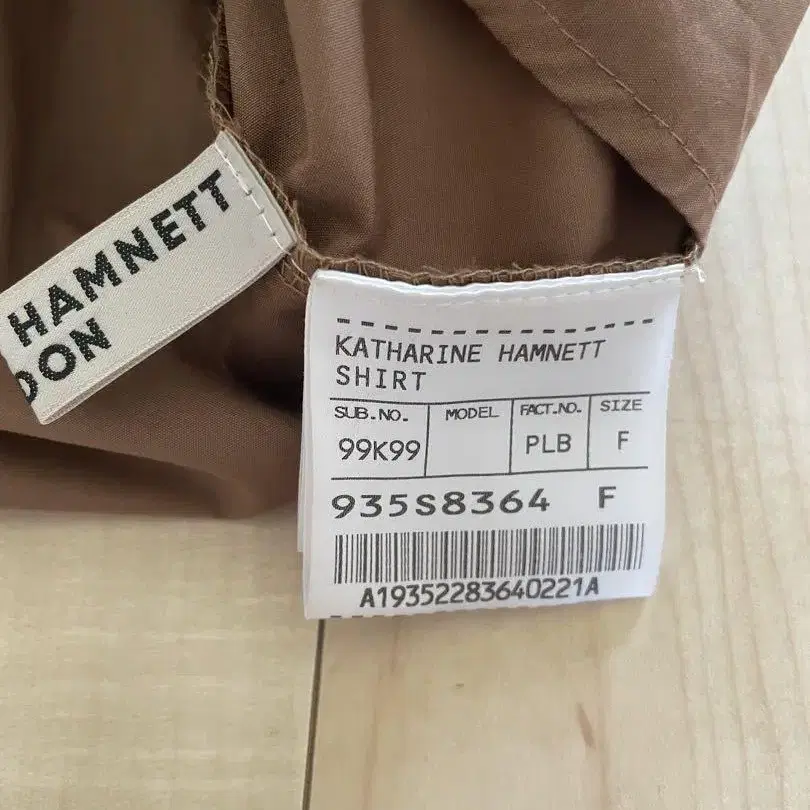 HAMNETT
DON
KATHARINE HAMNETT
SHIRT
SUB.NO. MODEL FACT.NO. SIZE
99K99 PLB F
935S8364 F
A19352283640221A